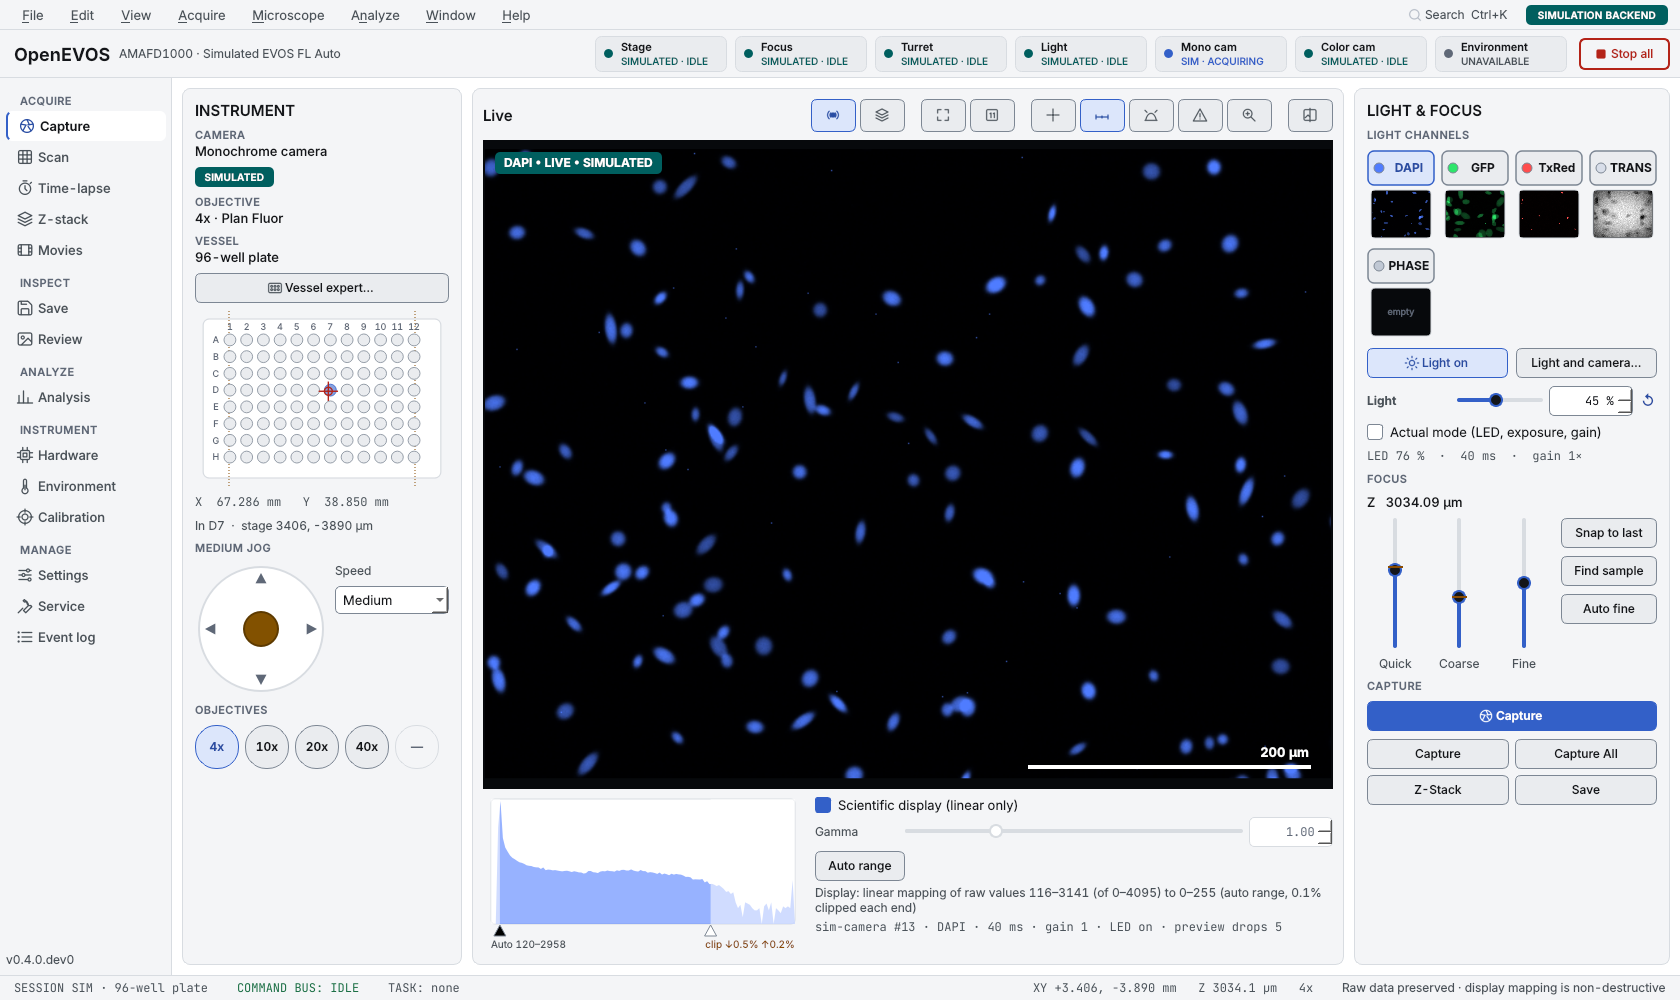 File Edit View Acquire Microscope Analyze Window Help Search Ctrl+K SIMULATION BACKEND
OpenEVOS AMAFD1000 · Simulated EVOS FL Auto
Stage
SIMULATED · IDLE
Focus
SIMULATED · IDLE
Turret
SIMULATED · IDLE
Light
SIMULATED · IDLE
Mono cam
SIM · ACQUIRING
Color cam
SIMULATED · IDLE
Environment
UNAVAILABLE
Stop all
ACQUIRE
Capture
Scan
Time-lapse
Z-stack
Movies
INSPECT
Save
Review
ANALYZE
Analysis
INSTRUMENT
Hardware
Environment
Calibration
MANAGE
Settings
Service
Event log
v0.4.0.dev0
INSTRUMENT
CAMERA
Monochrome camera
SIMULATED
OBJECTIVE
4x · Plan Fluor
VESSEL
96-well plate
Vessel expert...
1 2 3 4 5 6 7 8 9 10 11 12
A
B
C
D
E
F
G
H
X 67.286 mm Y 38.850 mm
In D7 · stage 3406, -3890 µm
MEDIUM JOG
Speed
Medium
OBJECTIVES
4x 10x 20x 40x —
Live
DAPI • LIVE • SIMULATED
200 µm
Auto 120–2958
clip ↓0.5% ↑0.2%
Scientific display (linear only)
Gamma 1.00
Auto range
Display: linear mapping of raw values 116–3141 (of 0–4095) to 0–255 (auto range, 0.1%
clipped each end)
sim-camera #13 · DAPI · 40 ms · gain 1 · LED on · preview drops 5
LIGHT & FOCUS
LIGHT CHANNELS
DAPI GFP TxRed TRANS
PHASE
empty
Light on Light and camera...
Light 45 %
Actual mode (LED, exposure, gain)
LED 76 % · 40 ms · gain 1×
FOCUS
Z 3034.09 µm
Snap to last
Find sample
Auto fine
Quick Coarse Fine
CAPTURE
Capture
Capture Capture All
Z-Stack Save
SESSION SIM · 96-well plate COMMAND BUS: IDLE TASK: none XY +3.406, -3.890 mm Z 3034.1 µm 4x Raw data preserved · display mapping is non-destructive